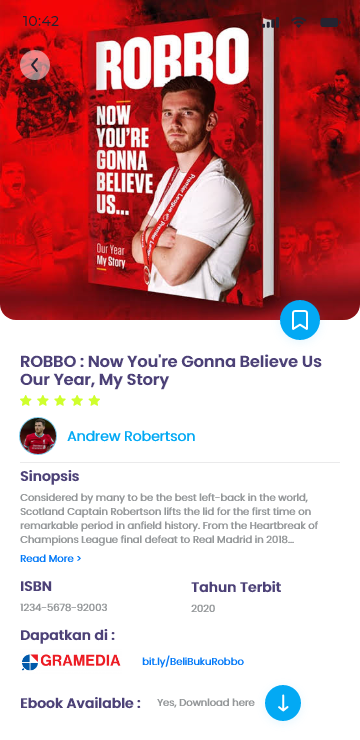 10:42
ROBBO
NOW
YOU'RE
GONNA
BELIEVE
US...
Our Year
My Story
Premier League
Premier
ROBBO : Now You're Gonna Believe Us
Our Year, My Story
Andrew Robertson
Sinopsis
Considered by many to be the best left-back in the world,
Scotland Captain Robertson lifts the lid for the first time on
remarkable period in anfield history. From the Heartbreak of
Champions League final defeat to Real Madrid in 2018...
Read More >
ISBN
Tahun Terbit
1234-5678-92003
2020
Dapatkan di :
GRAMEDIA
bit.ly/BeliBukuRobbo
Ebook Available :
Yes, Download here